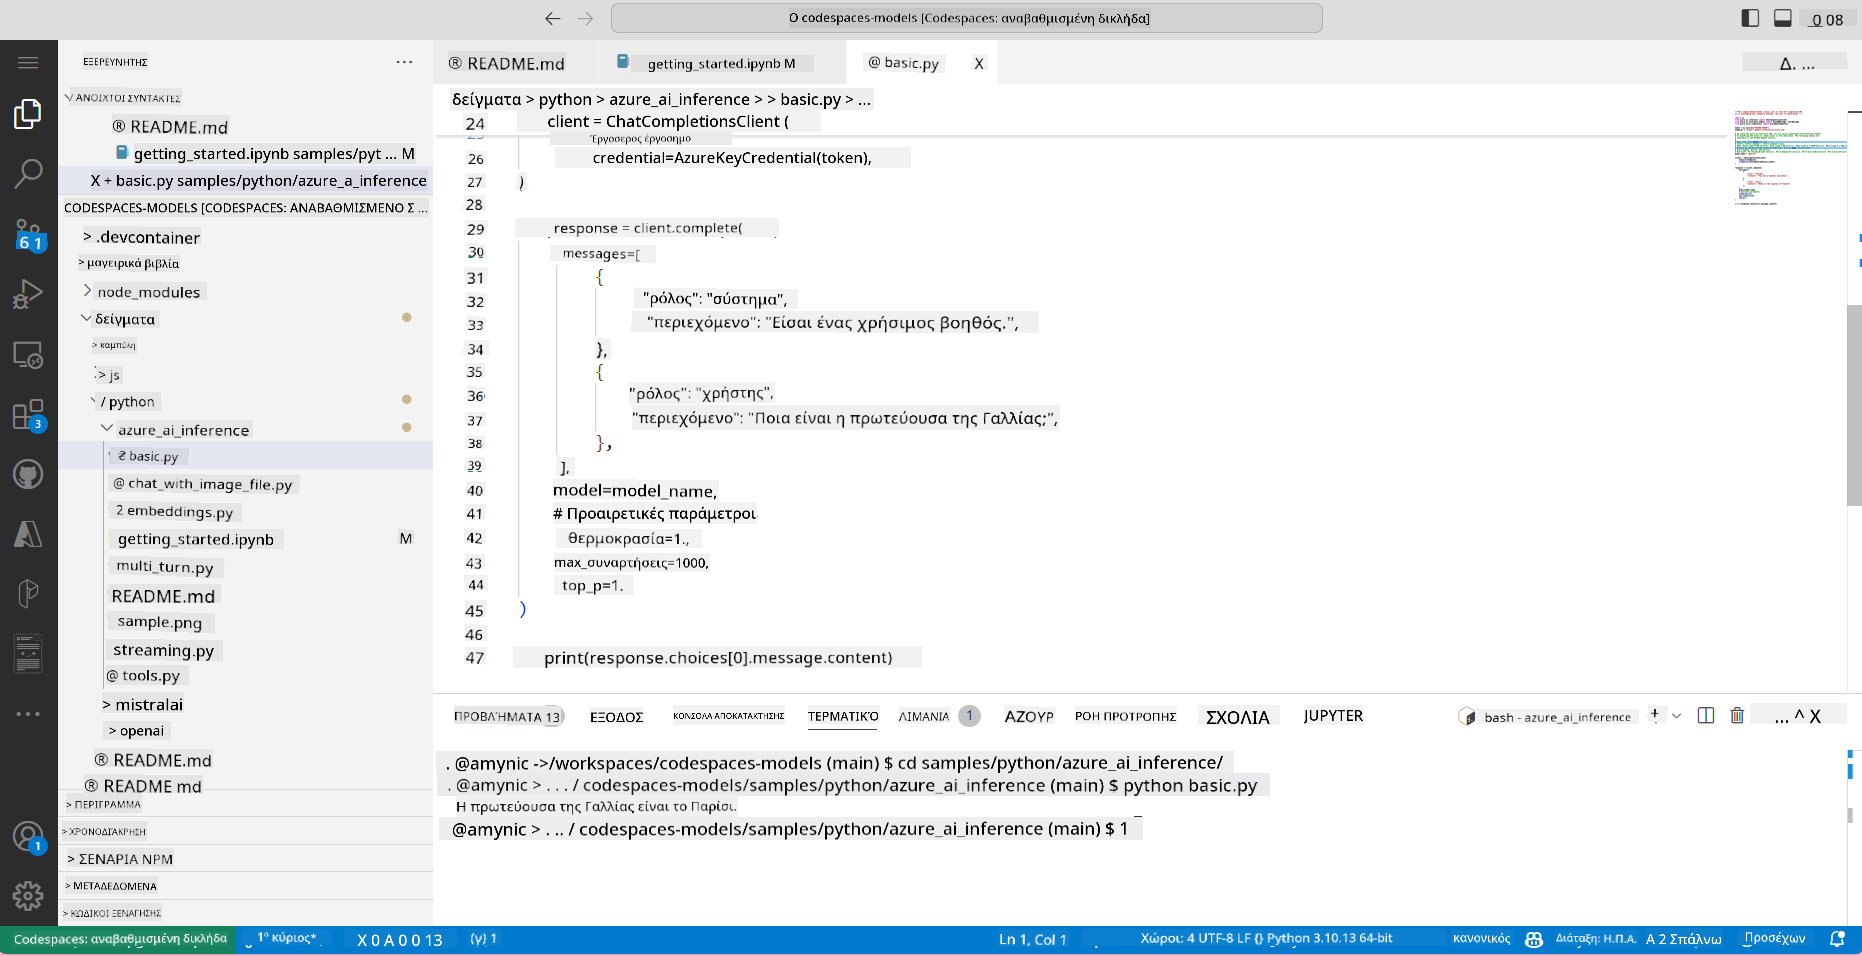 Ο codespaces-models [Codespaces: αναβαθμισμένη δικλήδα]
0 08
ΕΞΕΡΕΥΝΗΤΗΣ
...
ΑΝΟΙΧΤΟΙ ΣΥΝΤΑΚΤΕΣ
® README.md
getting_started.ipynb samples/pyt ... M
X + basic.py samples/python/azure_a_inference
CODESPACES-MODELS [CODESPACES: ΑΝΑΒΑΘΜΙΣΜΕΝΟ Σ ...
> .devcontainer
> μαγειρικά βιβλία
> node_modules
δείγματα
> καμπύλη
> js
/ python
azure_ai_inference
basic.py
@ chat_with_image_file.py
2 embeddings.py
getting_started.ipynb M
multi_turn.py
README.md
sample.png
streaming.py
@ tools.py
> mistralai
> openai
® README.md
® README md
> ΠΕΡΙΓΡΑΜΜΑ
> ΧΡΟΝΟΔΙΑΚΡΗΣΗ
> ΣΕΝΑΡΙΑ NPM
> ΜΕΤΑΔΕΔΟΜΕΝΑ
> ΚΩΔΙΚΟΙ ΞΕΝΑΓΗΣΗΣ
61
3
1
® README.md
getting_started.ipynb M
@ basic.py X
Δ. ...
δείγματα > python > azure_ai_inference > > basic.py > ...
24 client = ChatCompletionsClient (
Έργοσερος έργοσημο
26 credential=AzureKeyCredential(token),
27 )
28
29 response = client.complete(
30 messages=[
31 {
32 "ρόλος": "σύστημα",
33 "περιεχόμενο": "Είσαι ένας χρήσιμος βοηθός.",
34 },
35 {
36 "ρόλος": "χρήστης",
37 "περιεχόμενο": "Ποια είναι η πρωτεύουσα της Γαλλίας;",
38 },
39 ],
40 model=model_name,
41 # Προαιρετικές παράμετροι
42 θερμοκρασία=1.,
43 max_συναρτήσεις=1000,
44 top_p=1.
45 )
46
47 print(response.choices[0].message.content)
ΠΡΟΒΛΉΜΑΤΑ 13 ΕΞΟΔΟΣ ΚΟΝΣΟΛΑ ΑΠΟΚΑΤΑΚΤΗΣΗΣ ΤΕΡΜΑΤΙΚΌ ΛΙΜΑΝΙΑ 1 ΑΖΟΥΡ ΡΟΗ ΠΡΟΤΡΟΠΗΣ ΣΧΟΛΙΑ JUPYTER bash - azure_ai_inference + ... ^ X
. @amynic ->/workspaces/codespaces-models (main) $ cd samples/python/azure_ai_inference/
. @amynic > . . . / codespaces-models/samples/python/azure_ai_inference (main) $ python basic.py
Η πρωτεύουσα της Γαλλίας είναι το Παρίσι.
@amynic > . .. / codespaces-models/samples/python/azure_ai_inference (main) $ 1
Codespaces: αναβαθμισμένη δικλήδα 1° κύριος* X 0 A 0 0 13 (γ) 1 Ln 1, Col 1 Χώροι: 4 UTF-8 LF {} Python 3.10.13 64-bit κανονικός Διάταξη: Η.Π.Α. Α 2 Σπάλνω Προσέχων